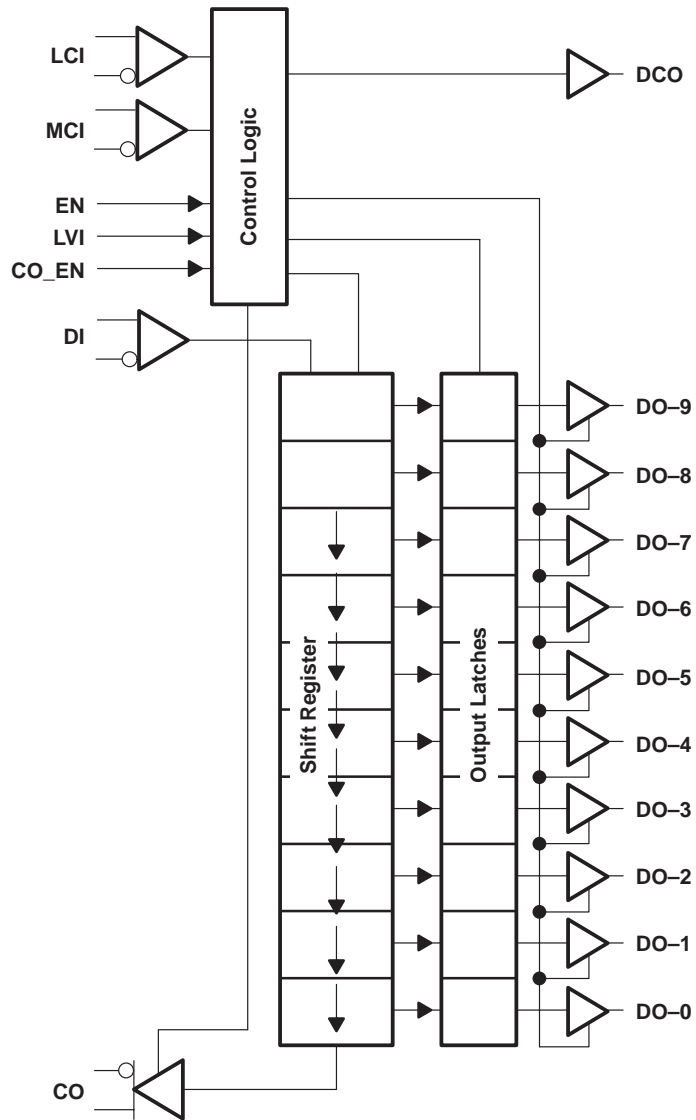 LCI
DCO
MCI
Control Logic
EN
LVI
CO_EN
DI
DO–9
DO–8
DO–7
DO–6
Shift Register
Output Latches
DO–5
DO–4
DO–3
DO–2
DO–1
DO–0
CO